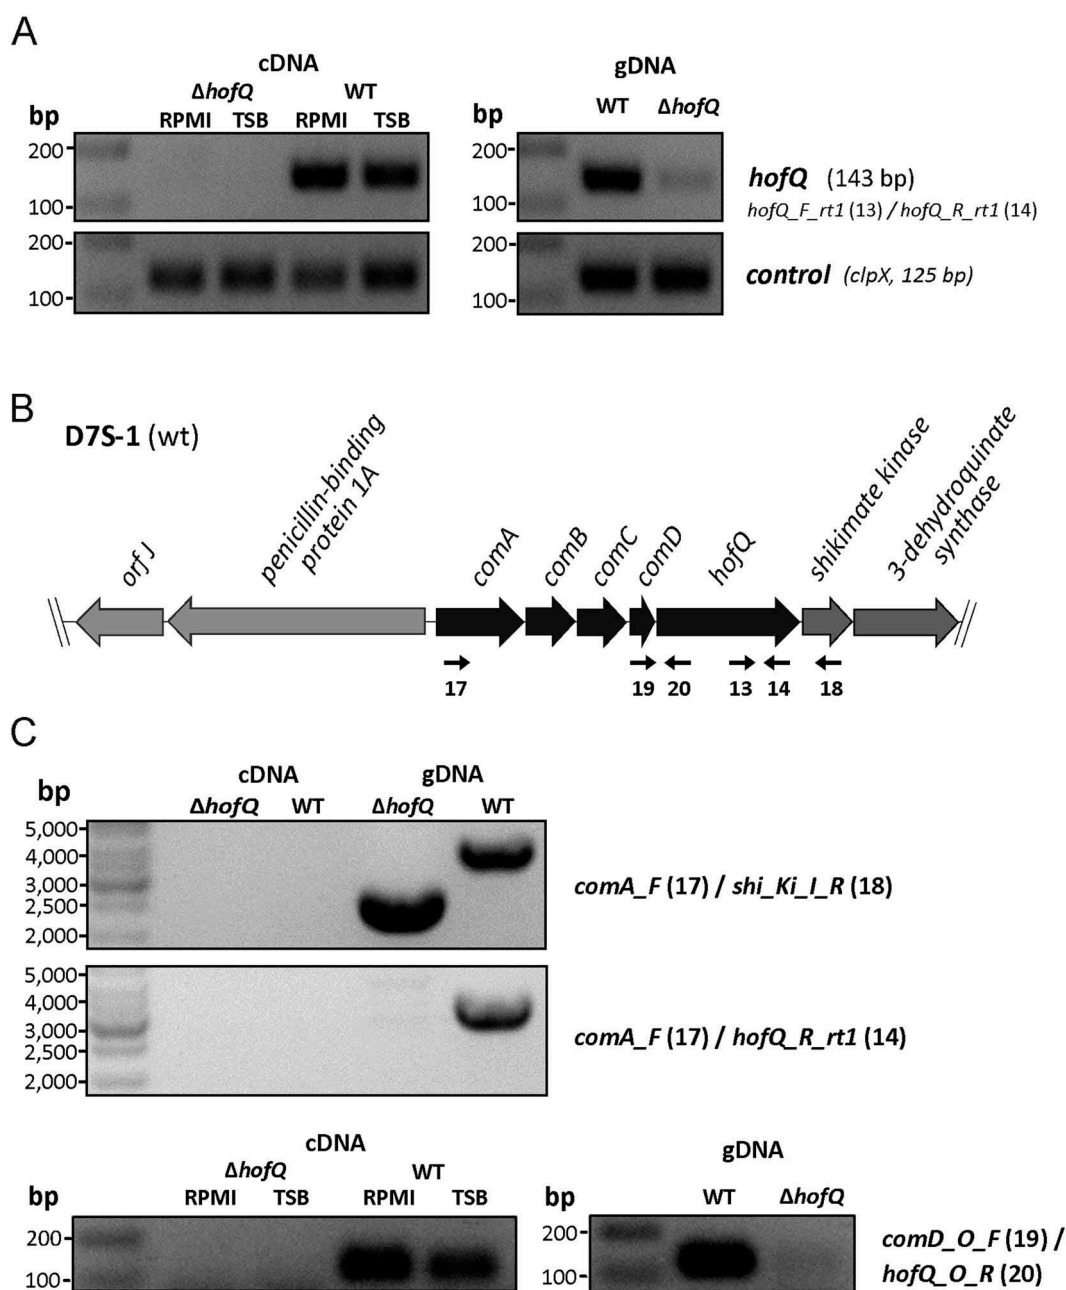 A
cDNA
ΔhofQ WT
bp RPMI TSB RPMI TSB
200
100
200
100
gDNA
bp WT ΔhofQ
200
100
200
100
hofQ (143 bp)
hofQ_F_rt1 (13) / hofQ_R_rt1 (14)
control (clpX, 125 bp)
B
D7S-1 (wt)
orf J
penicillin-binding
protein 1A
comA
comB
comC
comD
hofQ
shikimate kinase
3-dehydroquinate
synthase
17 19 20 13 14 18
C
cDNA gDNA
bp ΔhofQ WT ΔhofQ WT
5,000
4,000
3,000
2,500
2,000
comA_F (17) / shi_Ki_I_R (18)
5,000
4,000
3,000
2,500
2,000
comA_F (17) / hofQ_R_rt1 (14)
cDNA
ΔhofQ WT
bp RPMI TSB RPMI TSB
200
100
gDNA
bp WT ΔhofQ
200
100
comD_O_F (19) /
hofQ_O_R (20)